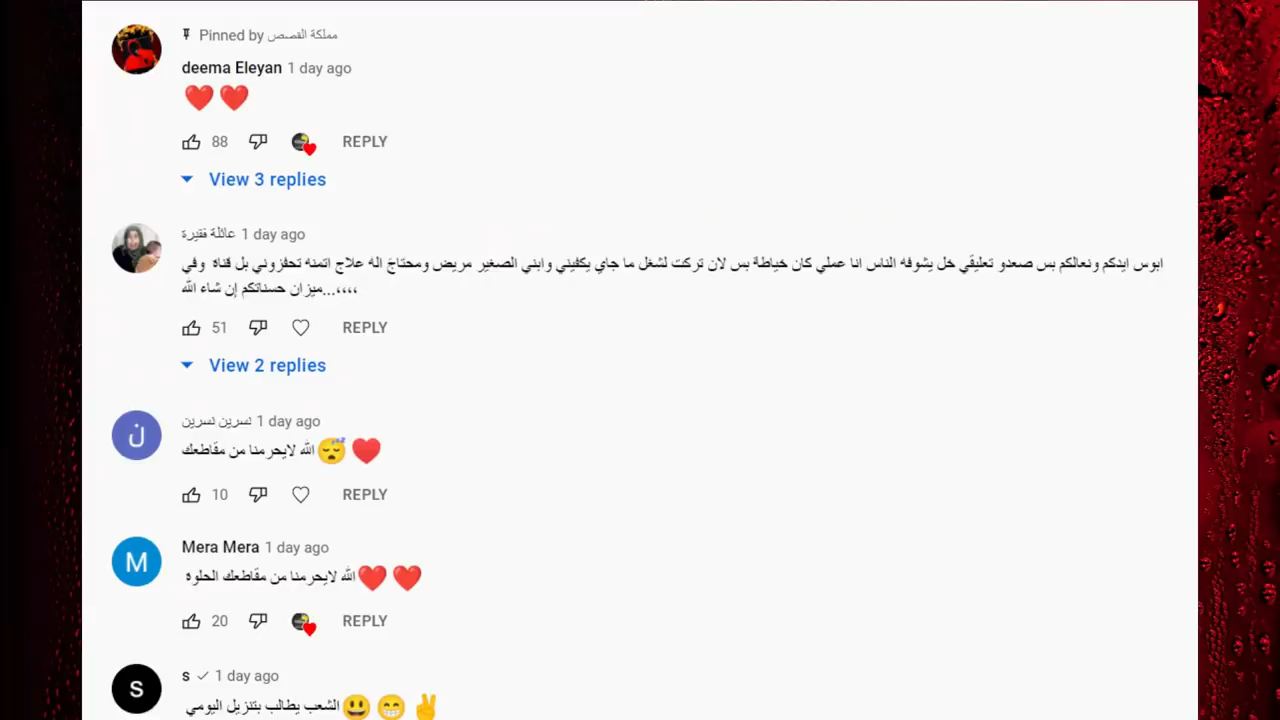 Pinned by مملكة القصص
deema Eleyan 1 day ago
❤️❤️
88 REPLY
View 3 replies
عائلة فقيرة 1 day ago
ابوس ايدكم ونعالكم بس صعدو تعليقي خل يشوفه الناس انا عملي كان خياطة بس لان تركت لشغل ما جاي يكفيني وابني الصغير مريض ومحتاج اله علاج اتمنه تحفزوني بل قناة وفي
ميزان حسناتكم إن شاء الله...،،،،
51 REPLY
View 2 replies
ن
نسرين نسرين 1 day ago
الله لايحرمنا من مقاطعك😴❤️
10 REPLY
M
Mera Mera 1 day ago
الله لايحرمنا من مقاطعك الحلوة❤️❤️
20 REPLY
S
s 1 day ago
الشعب يطالب بتنزيل اليومي😃😁✌️